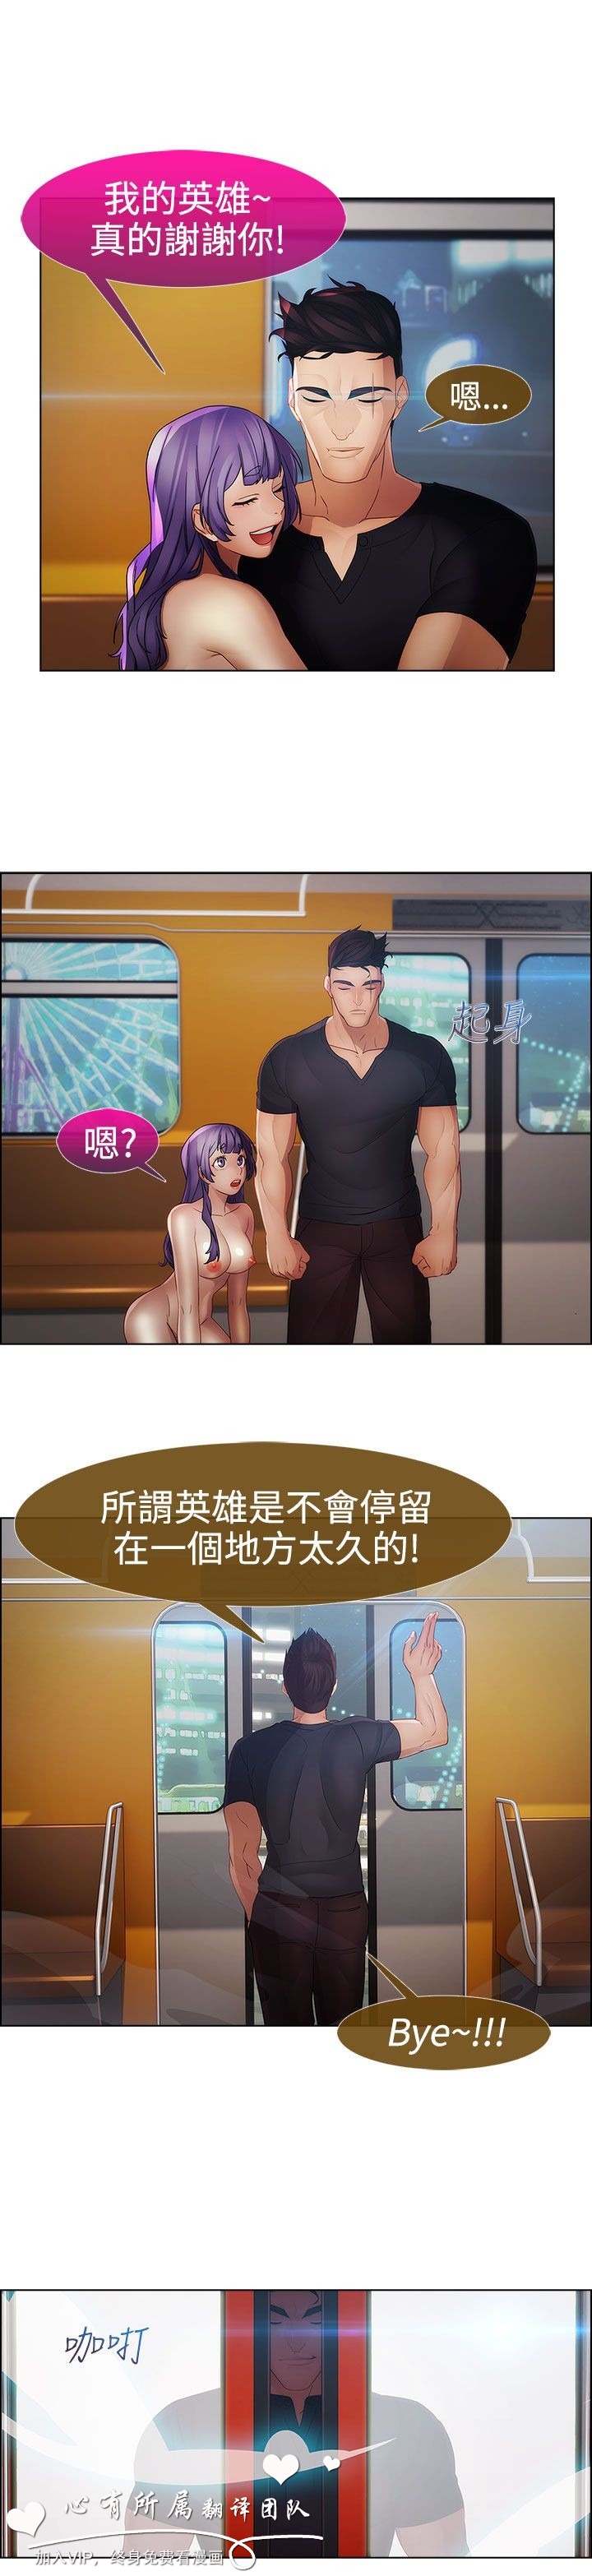 我的英雄~
真的謝謝你!
嗯...
起身
嗯?
所謂英雄是不會停留
在一個地方太久的!
Bye~!!!
咖咑
心有所属翻译团队
加入VIP，终身免费看漫画